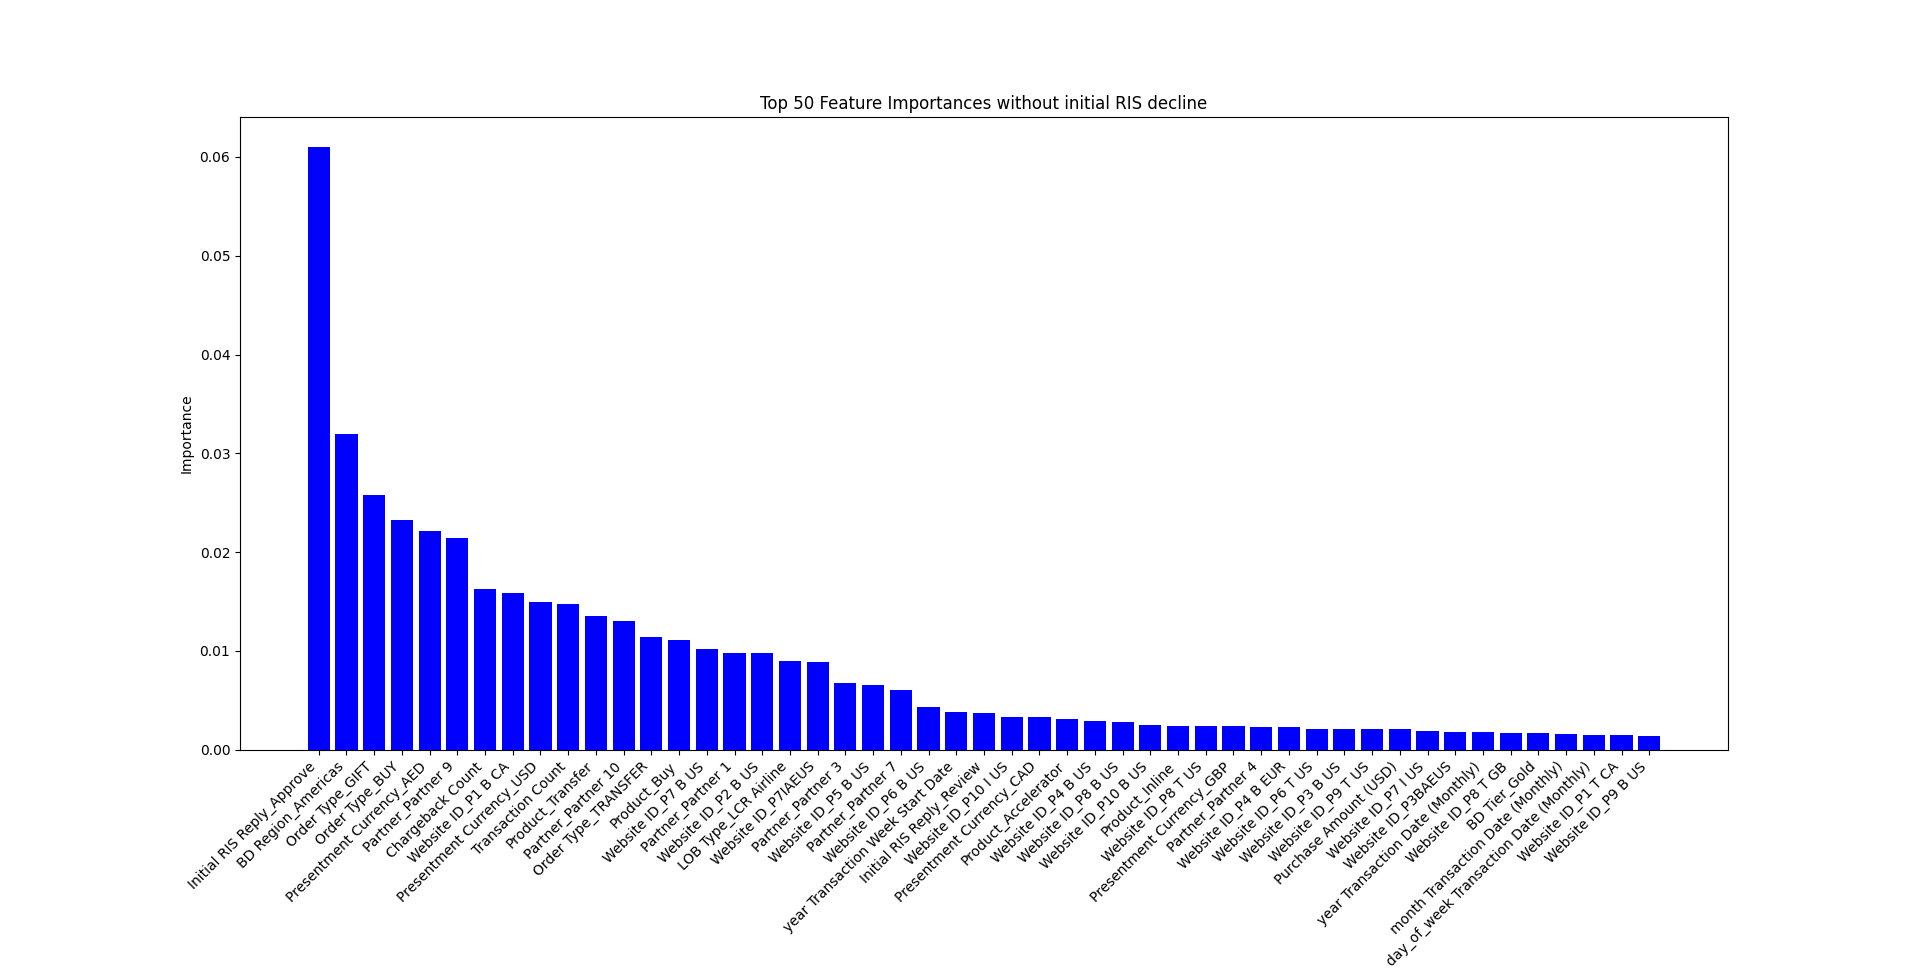 Top 50 Feature Importances without initial RIS decline
Importance
0.06
0.05
0.04
0.03
0.02
0.01
0.00
Initial RIS Reply_Approve
BD Region_Americas
Order Type_GIFT
Order Type_BUY
Presentment Currency_AED
Partner_Partner 9
Chargeback Count
Website ID_P1 B CA
Presentment Currency_USD
Transaction Count
Product_Transfer
Partner_Partner 10
Order Type_TRANSFER
Product_Buy
Website ID_P7 B US
Partner_Partner 1
Website ID_P2 B US
LOB Type_LCR Airline
Website ID_P7IAEUS
Partner_Partner 3
Website ID_P5 B US
Partner_Partner 7
Website ID_P6 B US
year Transaction Week Start Date
Initial RIS Reply_Review
Website ID_P10 I US
Presentment Currency_CAD
Product_Accelerator
Website ID_P4 B US
Website ID_P8 B US
Website ID_P10 B US
Product_Inline
Website ID_P8 T US
Presentment Currency_GBP
Partner_Partner 4
Website ID_P4 B EUR
Website ID_P6 T US
Website ID_P3 B US
Website ID_P9 T US
Purchase Amount (USD)
Website ID_P7 I US
Website ID_P3BAEUS
year Transaction Date (Monthly)
Website ID_P8 T GB
BD Tier_Gold
month Transaction Date (Monthly)
day_of_week Transaction Date (Monthly)
Website ID_P1 T CA
Website ID_P9 B US